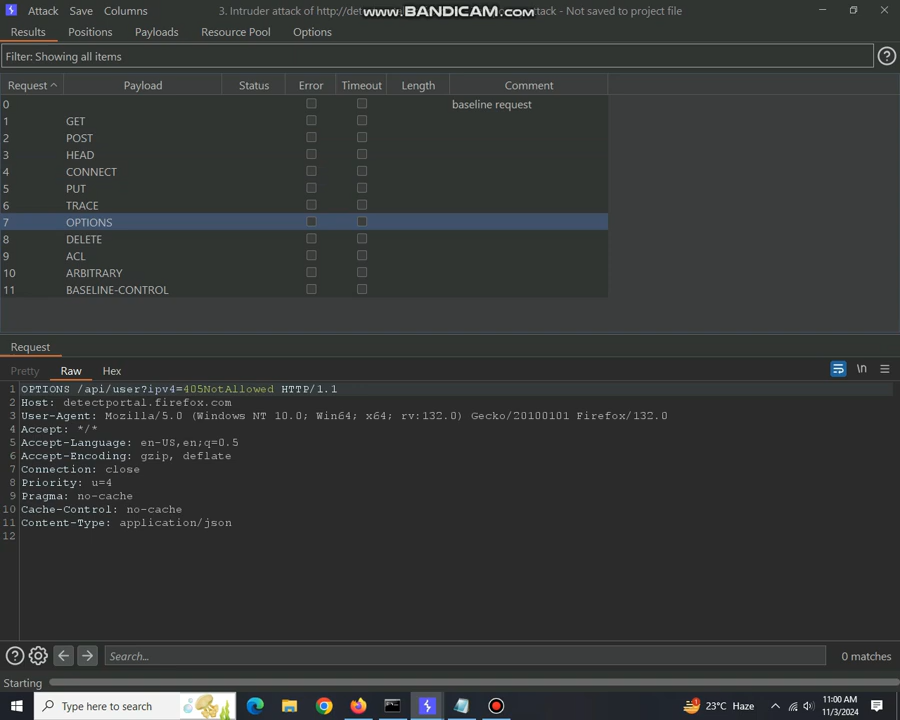 Attack Save Columns 3. Intruder attack of http://det www.BANDICAM.com tack - Not saved to project file
Results Positions Payloads Resource Pool Options
Filter: Showing all items
Request Payload Status Error Timeout Length Comment
0 baseline request
1 GET
2 POST
3 HEAD
4 CONNECT
5 PUT
6 TRACE
7 OPTIONS
8 DELETE
9 ACL
10 ARBITRARY
11 BASELINE-CONTROL
Request
Pretty Raw Hex \n
1 OPTIONS /api/user?ipv4=405NotAllowed HTTP/1.1
2 Host: detectportal.firefox.com
3 User-Agent: Mozilla/5.0 (Windows NT 10.0; Win64; x64; rv:132.0) Gecko/20100101 Firefox/132.0
4 Accept: */*
5 Accept-Language: en-US,en;q=0.5
6 Accept-Encoding: gzip, deflate
7 Connection: close
8 Priority: u=4
9 Pragma: no-cache
10 Cache-Control: no-cache
11 Content-Type: application/json
12
Search... 0 matches
Starting
Type here to search 23°C Haze 11:00 AM
11/3/2024